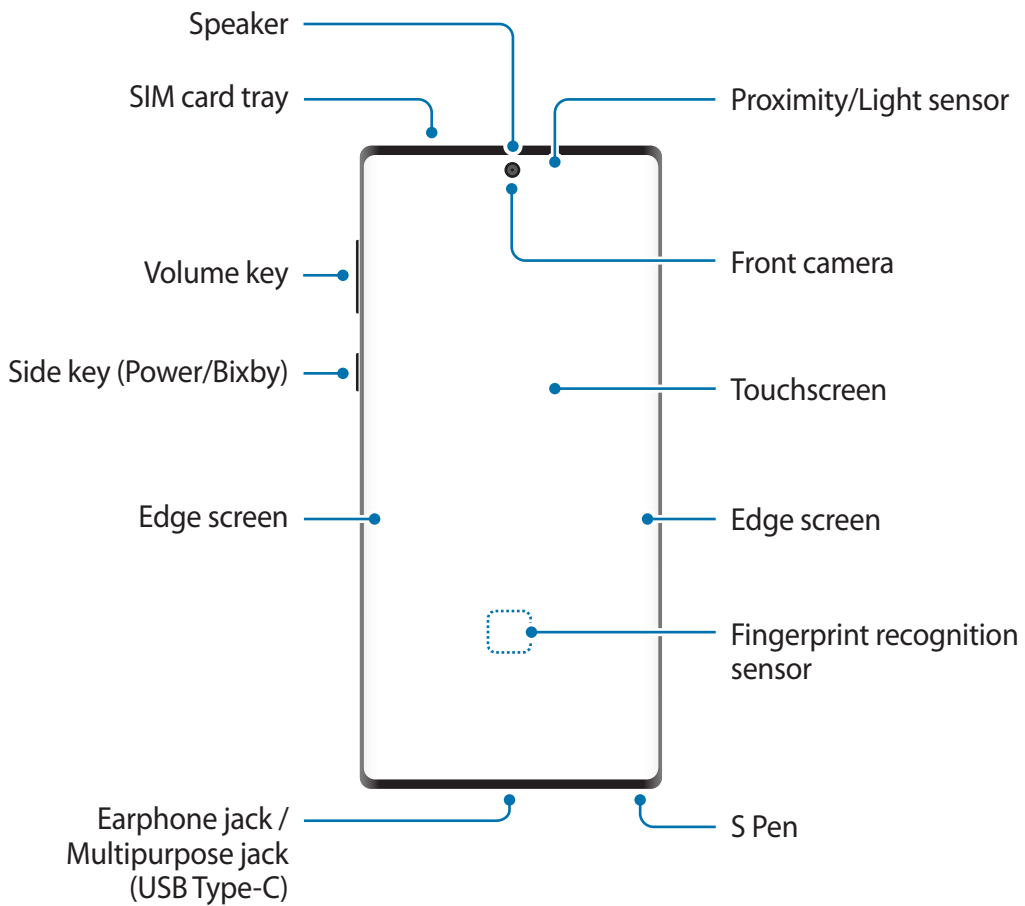 Speaker
SIM card tray
Proximity/Light sensor
Volume key
Front camera
Side key (Power/Bixby)
Touchscreen
Edge screen
Edge screen
Fingerprint recognition
sensor
Earphone jack /
Multipurpose jack
(USB Type-C)
S Pen